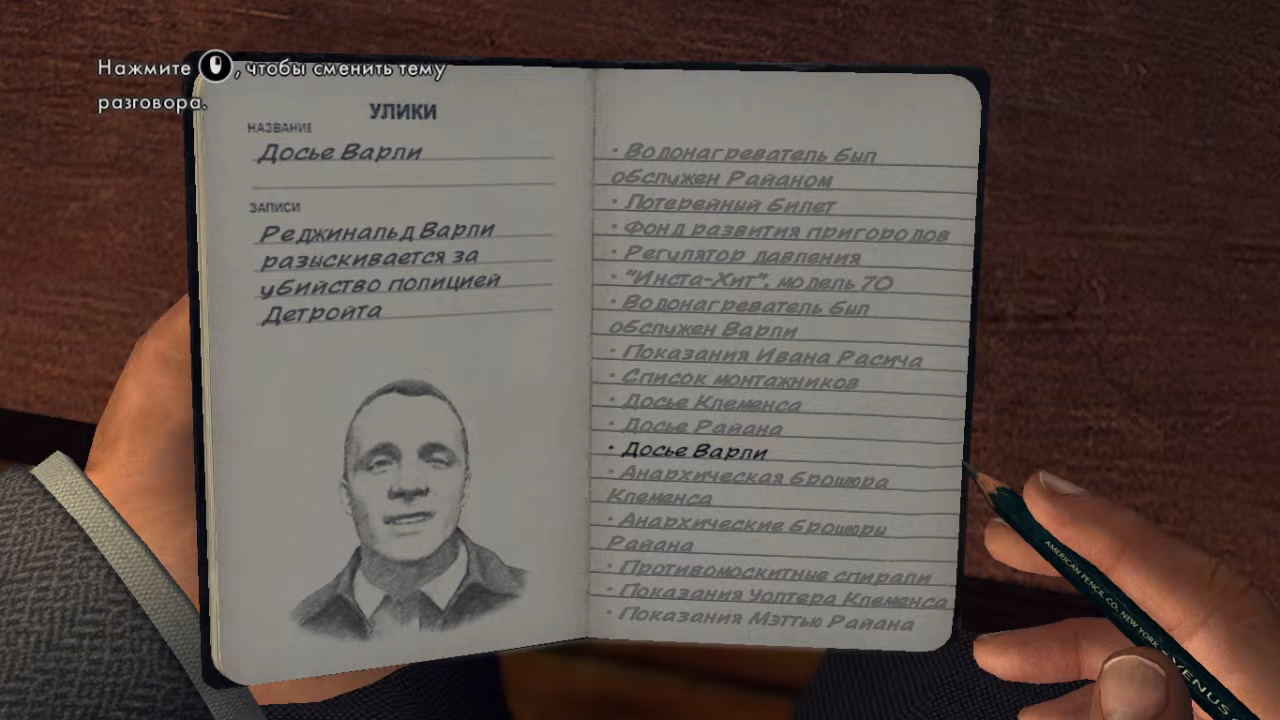 Нажмите , чтобы сменить тему
разговора.
УЛИКИ
НАЗВАНИЕ
Досье Варли
ЗАПИСИ
Реджинальд Варли
разыскивается за
убийство полицией
Детройта
· Водонагреватель был
обслужен Райаном
· Лотерейный билет
· Фонд развития пригородов
· Регулятор давления
· "Инста-Хит", модель 70
· Водонагреватель был
обслужен Варли
· Показания Ивана Расича
· Список монтажников
· Досье Клеменса
· Досье Райана
· Досье Варли
· Анархическая брошюра
Клеменса
· Анархические брошюры
Райана
· Противомоскитные спирали
· Показания Уолтера Клеменса
· Показания Мэттью Райана
AMERICAN PENCIL CO. NEW YORK VENUS